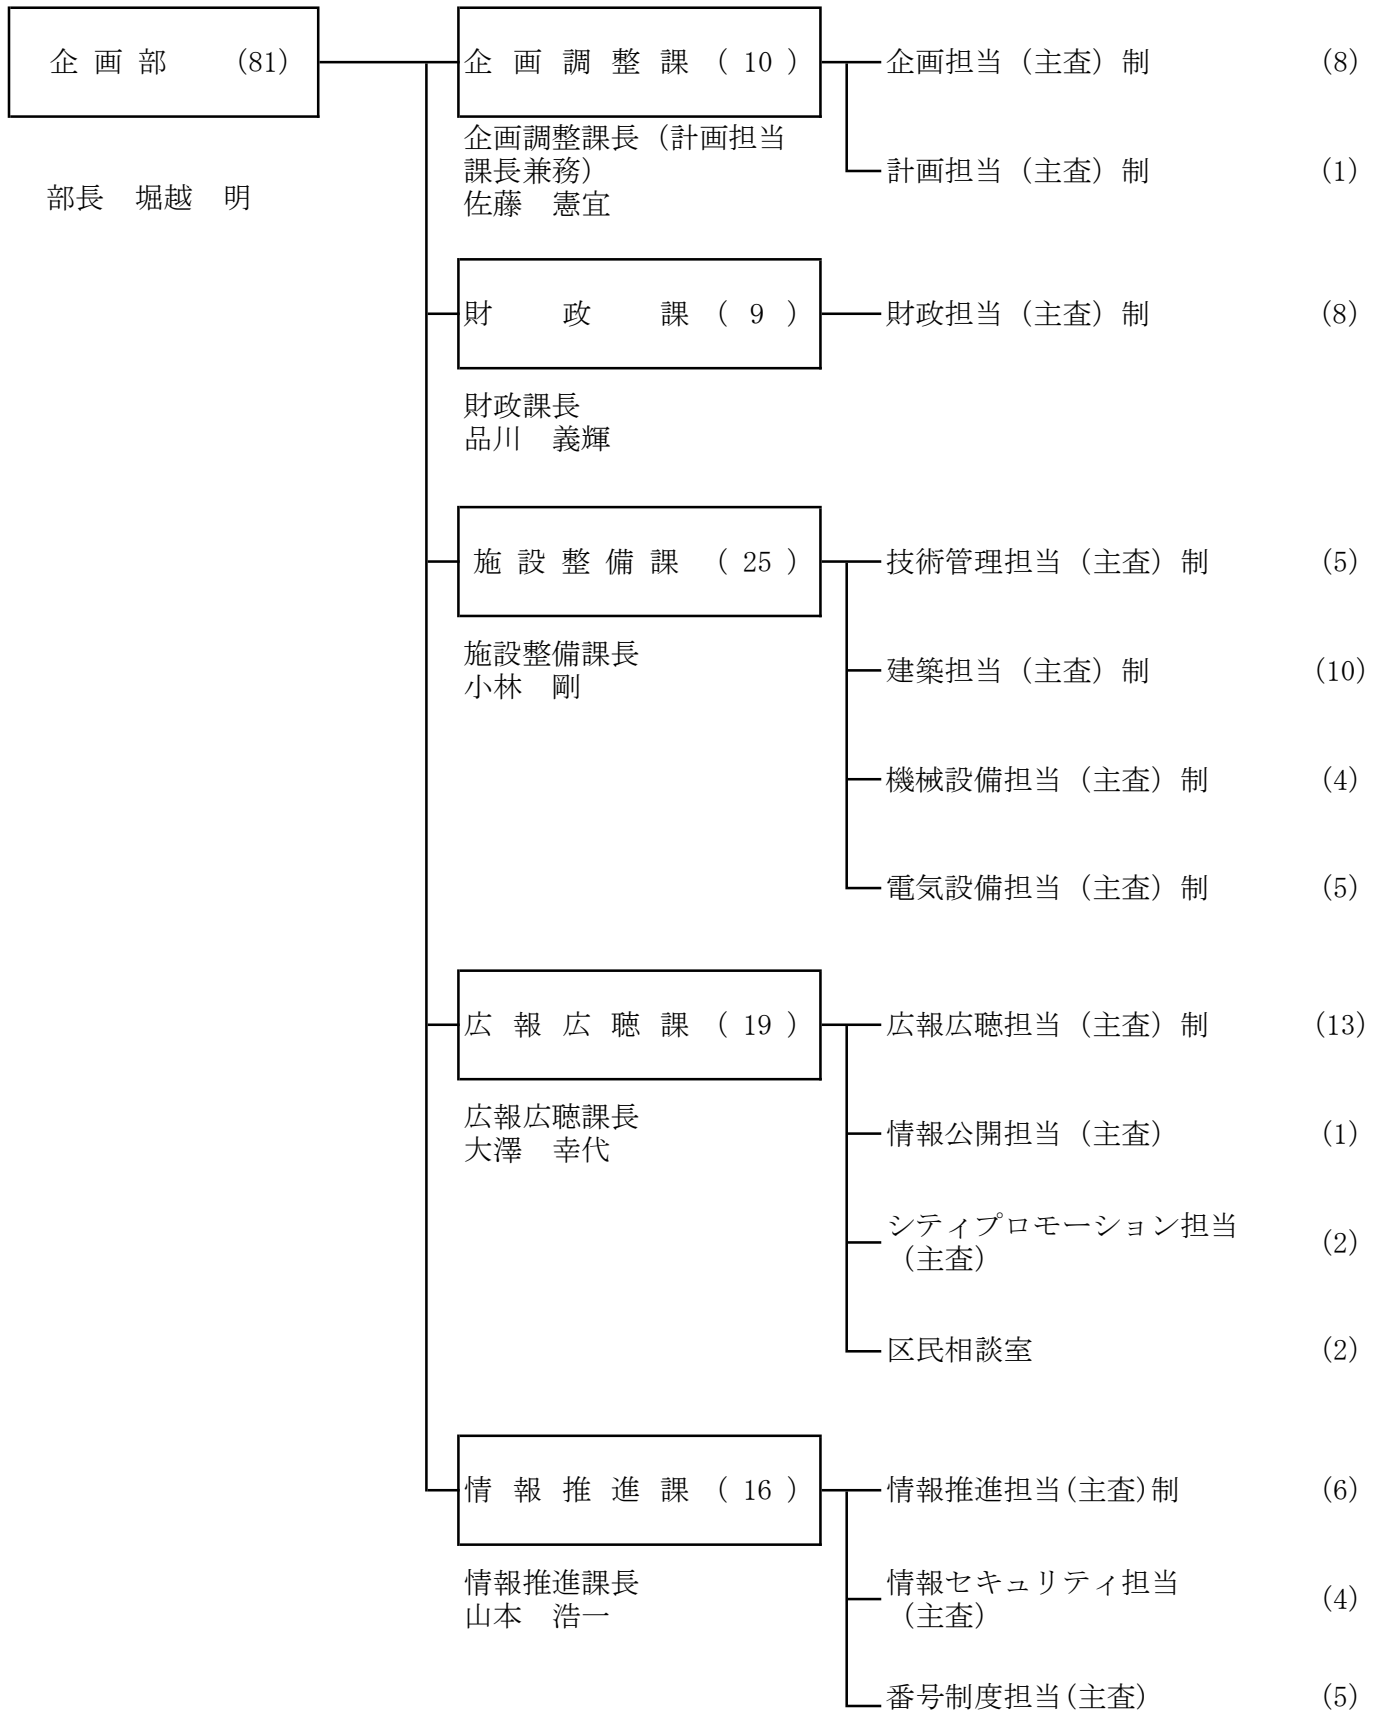 企画部 (81)
部長 堀越 明
企画調整課(10)
企画調整課長（計画担当
課長兼務）
佐藤 憲宜
企画担当（主査）制 (8)
計画担当（主査）制 (1)
財政課(9)
財政課長
品川 義輝
財政担当（主査）制 (8)
施設整備課 (25)
施設整備課長
小林 剛
技術管理担当（主査）制 (5)
建築担当（主査）制 (10)
機械設備担当（主査）制 (4)
電気設備担当（主査）制 (5)
広報広聴課(19)
広報広聴課長
大澤 幸代
広報広聴担当（主査）制 (13)
情報公開担当（主査） (1)
シティプロモーション担当
（主査） (2)
区民相談室 (2)
情報推進課(16)
情報推進課長
山本 浩一
情報推進担当(主査)制 (6)
情報セキュリティ担当
（主査） (4)
番号制度担当(主査) (5)